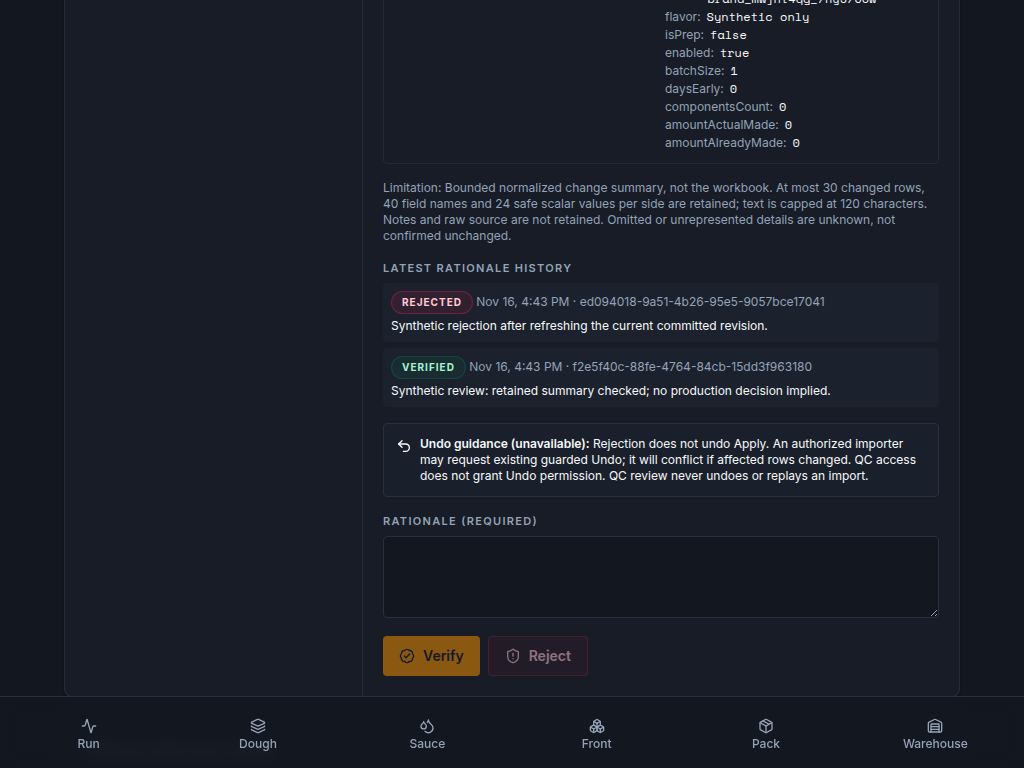 flavor: Synthetic only
isPrep: false
enabled: true
batchSize: 1
daysEarly: 0
componentsCount: 0
amountActualMade: 0
amountAlreadyMade: 0
Limitation: Bounded normalized change summary, not the workbook. At most 30 changed rows,
40 field names and 24 safe scalar values per side are retained; text is capped at 120 characters.
Notes and raw source are not retained. Omitted or unrepresented details are unknown, not
confirmed unchanged.
LATEST RATIONALE HISTORY
REJECTED Nov 16, 4:43 PM · ed094018-9a51-4b26-95e5-9057bce17041
Synthetic rejection after refreshing the current committed revision.
VERIFIED Nov 16, 4:43 PM · f2e5f40c-88fe-4764-84cb-15dd3f963180
Synthetic review: retained summary checked; no production decision implied.
Undo guidance (unavailable): Rejection does not undo Apply. An authorized importer
may request existing guarded Undo; it will conflict if affected rows changed. QC access
does not grant Undo permission. QC review never undoes or replays an import.
RATIONALE (REQUIRED)
Verify Reject
Run Dough Sauce Front Pack Warehouse